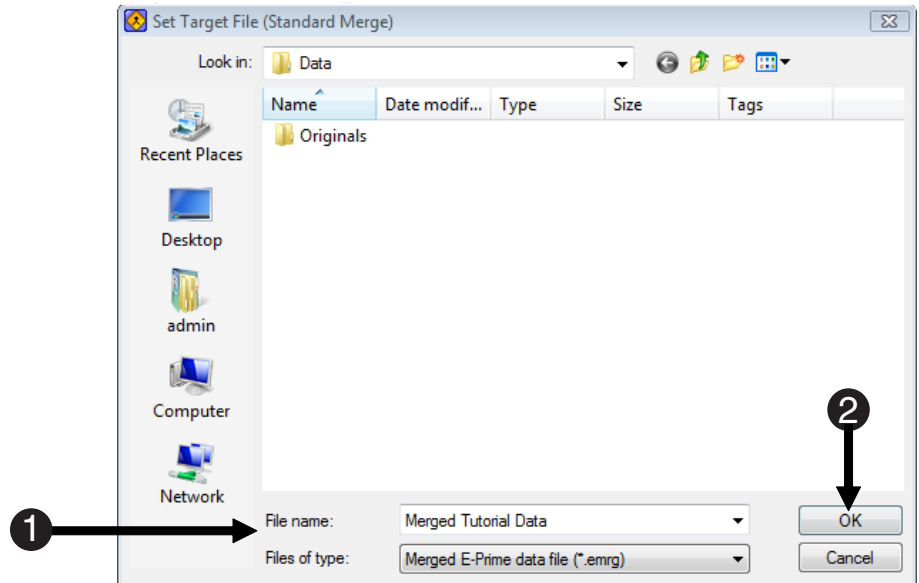 Set Target File (Standard Merge)
Look in: Data
Name Date modif... Type Size Tags
Originals
Recent Places
Desktop
admin
Computer
Network
2
1
File name: Merged Tutorial Data OK
Files of type: Merged E-Prime data file (*.emrg) Cancel